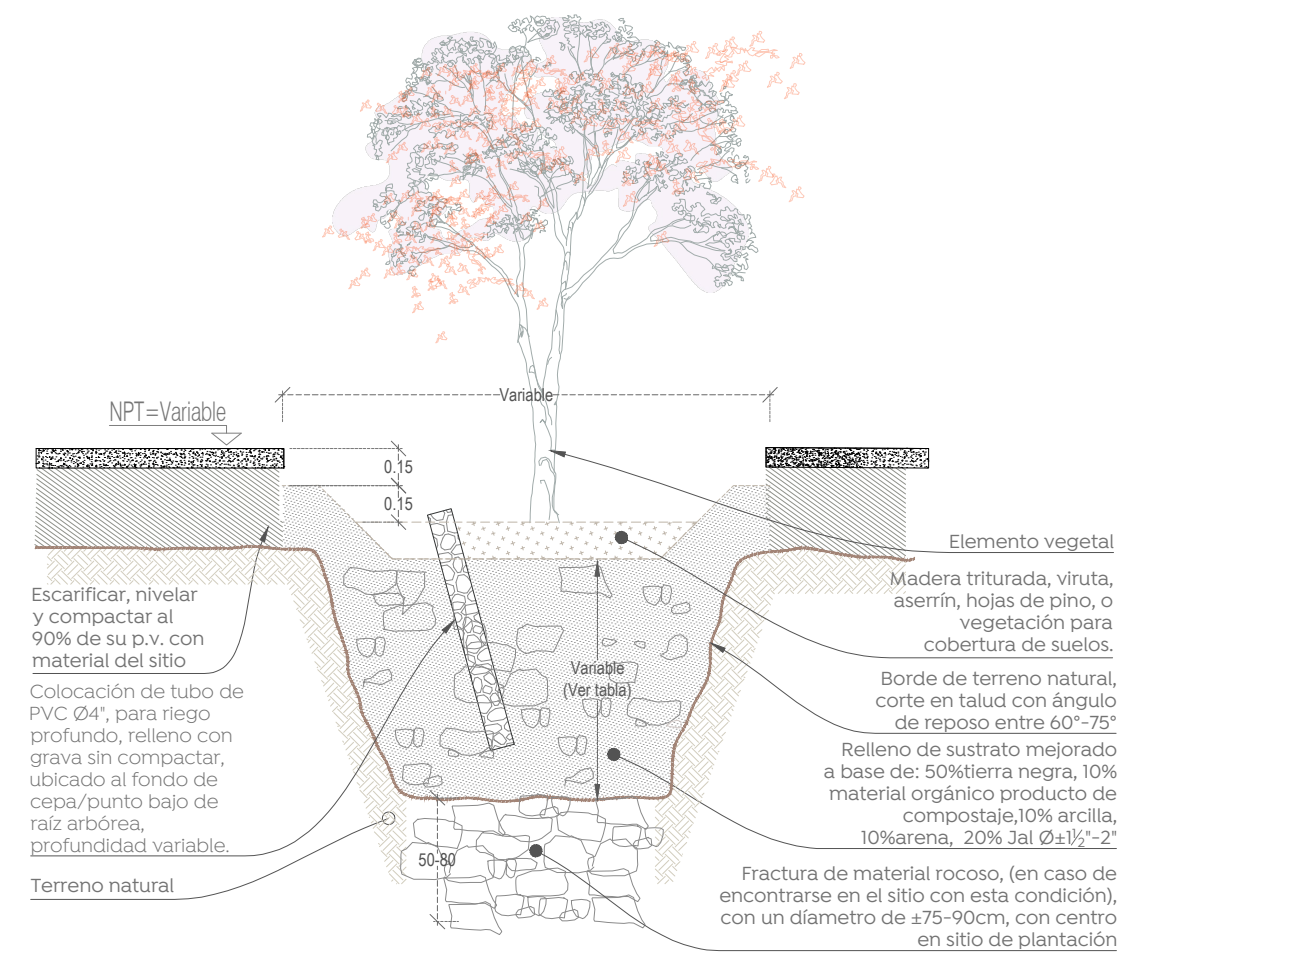 Variable
NPT=Variable
0.15
0.15
Elemento vegetal
Madera triturada, viruta,
aserrín, hojas de pino, o
vegetación para
cobertura de suelos.
Escarificar, nivelar
y compactar al
90% de su p.v. con
material del sitio
Variable
(Ver tabla)
Borde de terreno natural,
corte en talud con ángulo
de reposo entre 60°-75°
Colocación de tubo de
PVC Ø4", para riego
profundo, relleno con
grava sin compactar,
ubicado al fondo de
cepa/punto bajo de
raíz arbórea,
profundidad variable.
Relleno de sustrato mejorado
a base de: 50%tierra negra, 10%
material orgánico producto de
compostaje,10% arcilla,
10%arena, 20% Jal Ø±1½"-2"
50-80
Terreno natural
Fractura de material rocoso, (en caso de
encontrarse en el sitio con esta condición),
con un díametro de ±75-90cm, con centro
en sitio de plantación